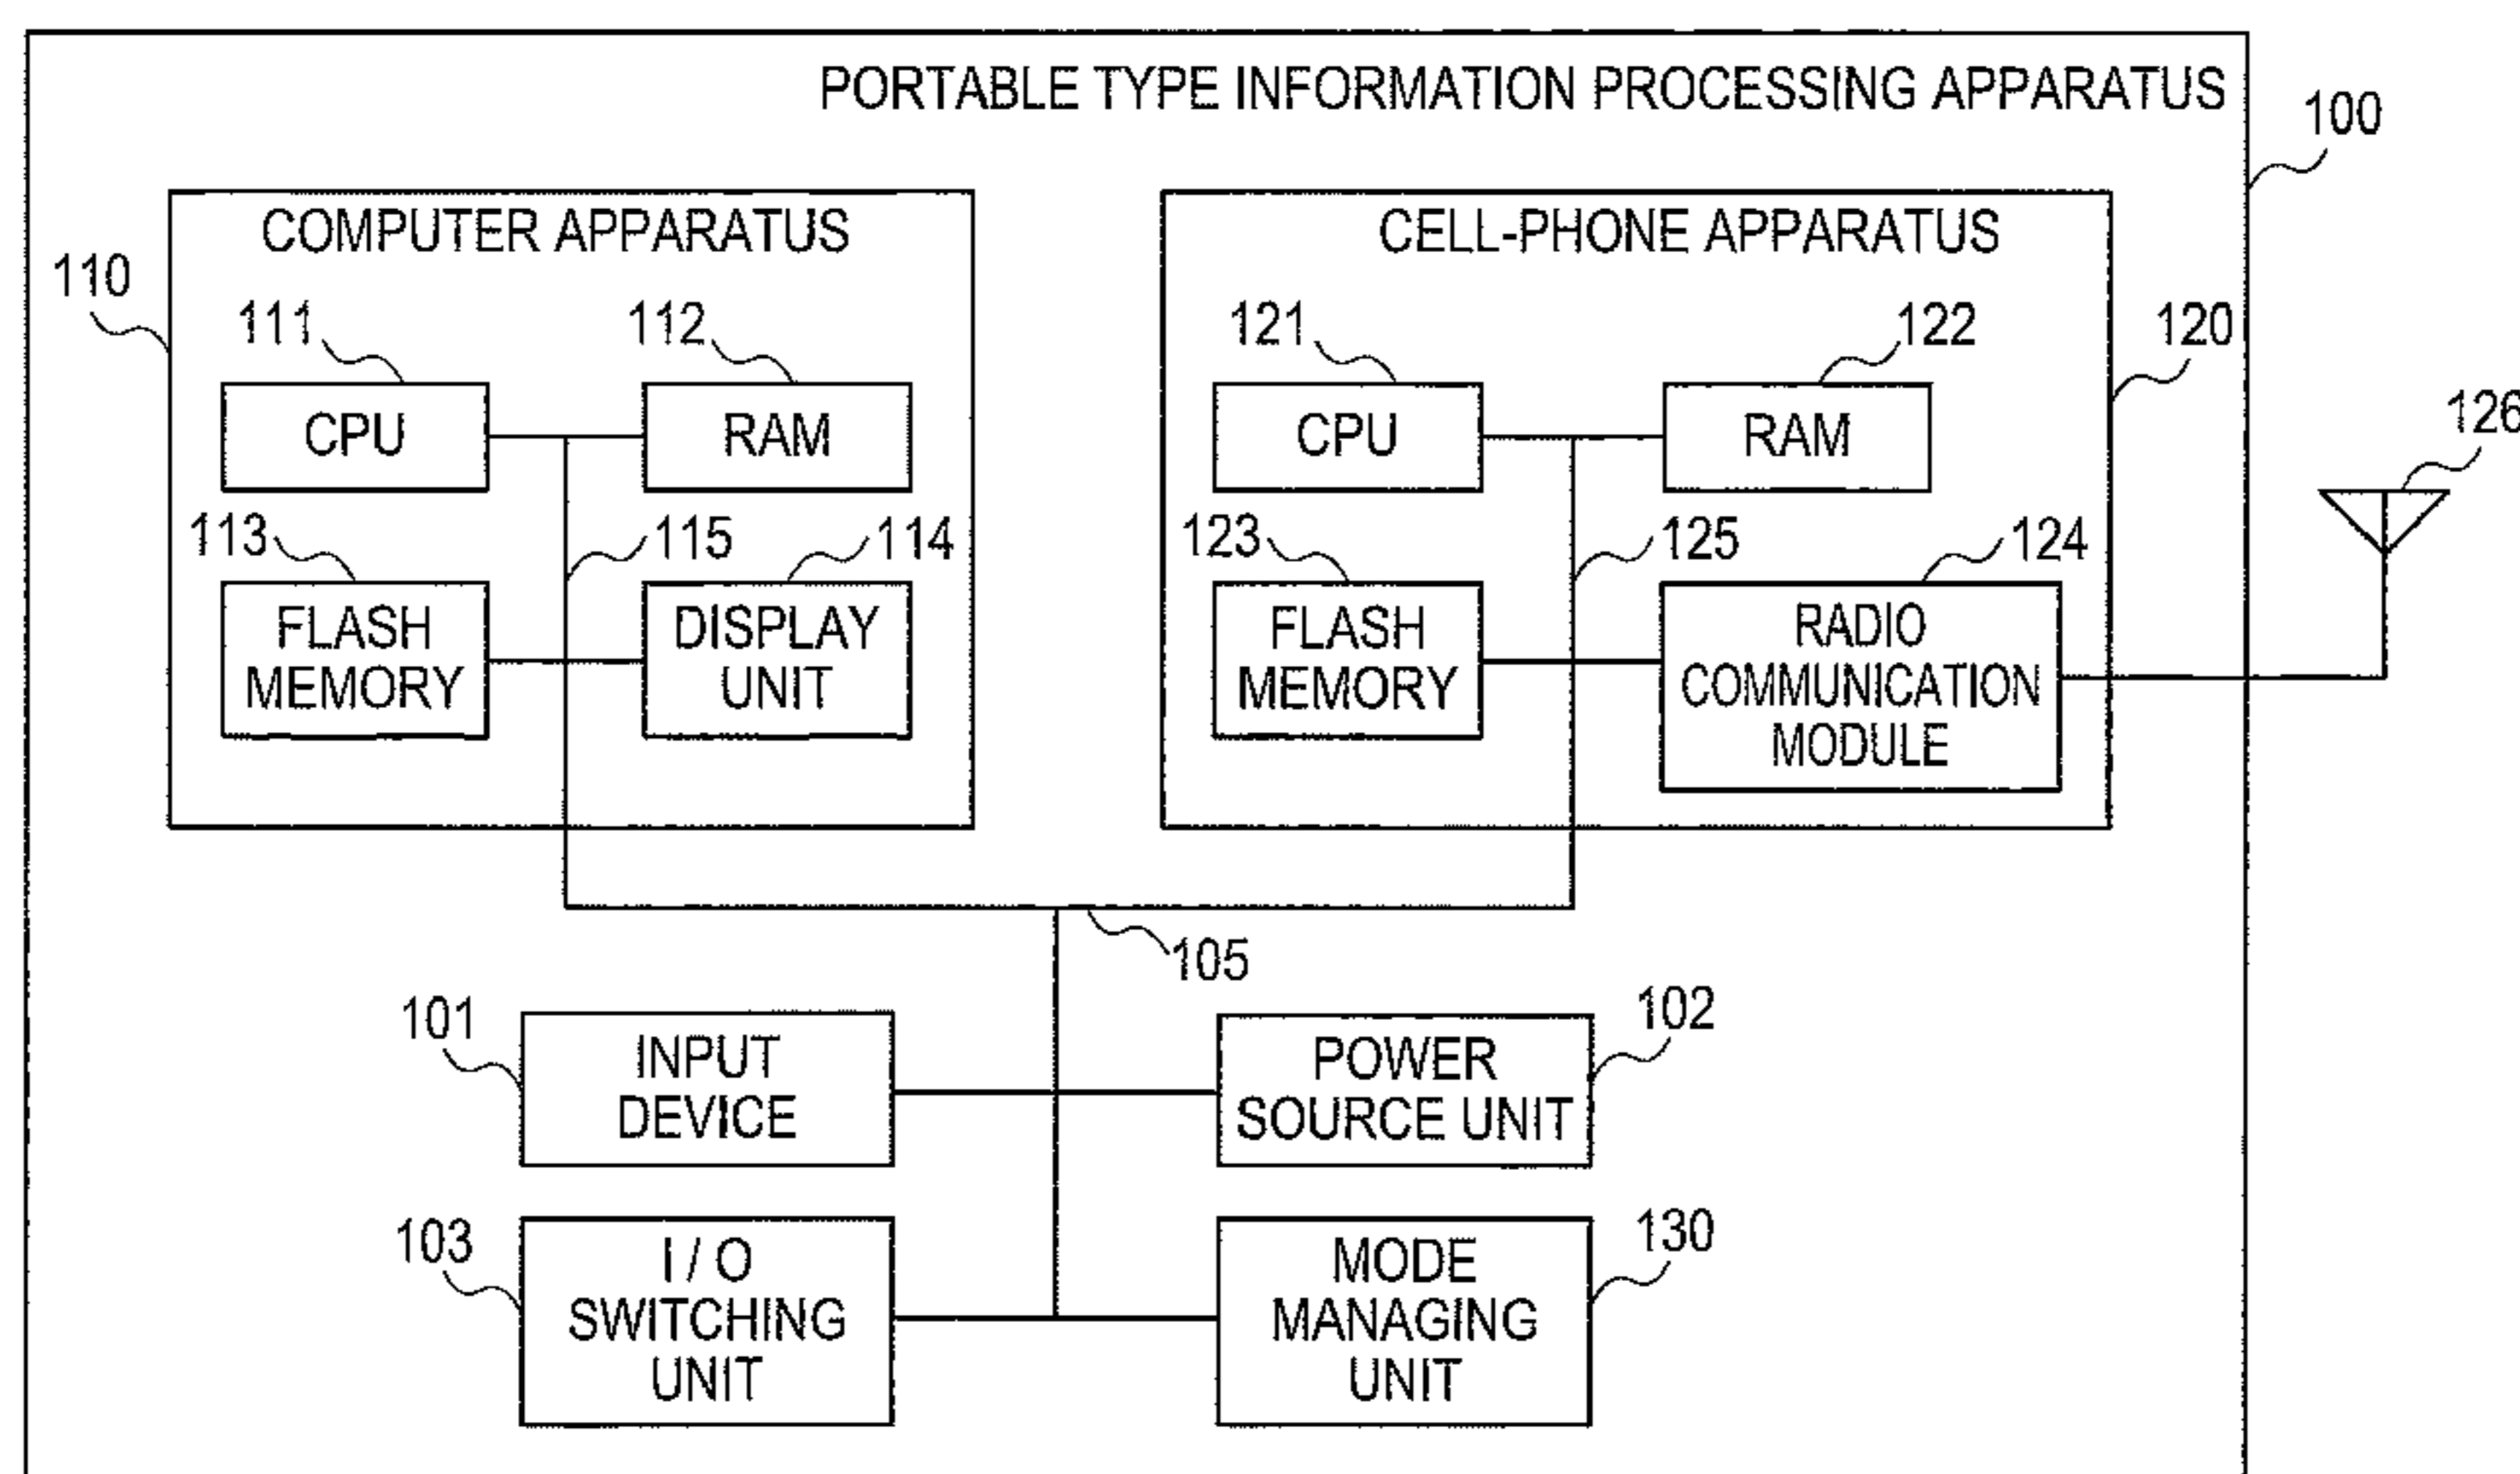 PORTABLE TYPE INFORMATION PROCESSING APPARATUS
100
COMPUTER APPARATUS
110
111
112
CPU
RAM
113
115
114
FLASH
MEMORY
DISPLAY
UNIT
CELL-PHONE APPARATUS
120
121
122
CPU
RAM
123
125
124
FLASH
MEMORY
RADIO
COMMUNICATION
MODULE
126
105
101
INPUT
DEVICE
102
POWER
SOURCE UNIT
103
I / O
SWITCHING
UNIT
130
MODE
MANAGING
UNIT